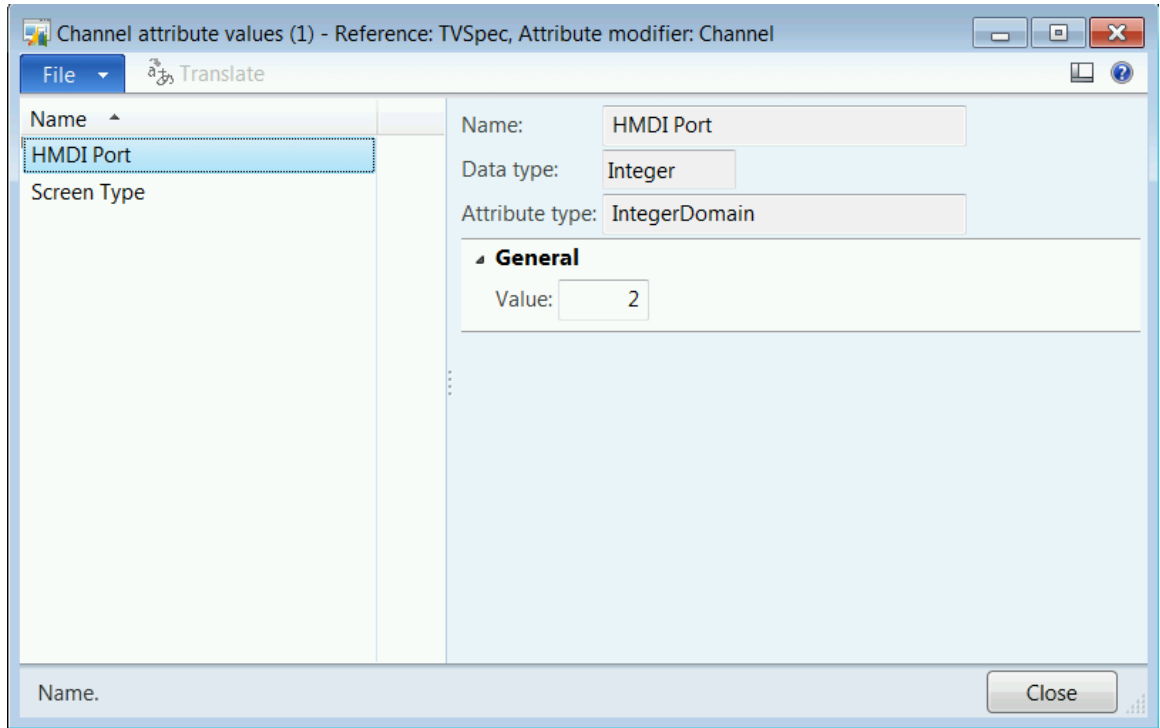 Channel attribute values (1) - Reference: TVSpec, Attribute modifier: Channel
File Translate
Name
HMDI Port
Screen Type
Name: HMDI Port
Data type: Integer
Attribute type: IntegerDomain
General
Value: 2
Name.
Close